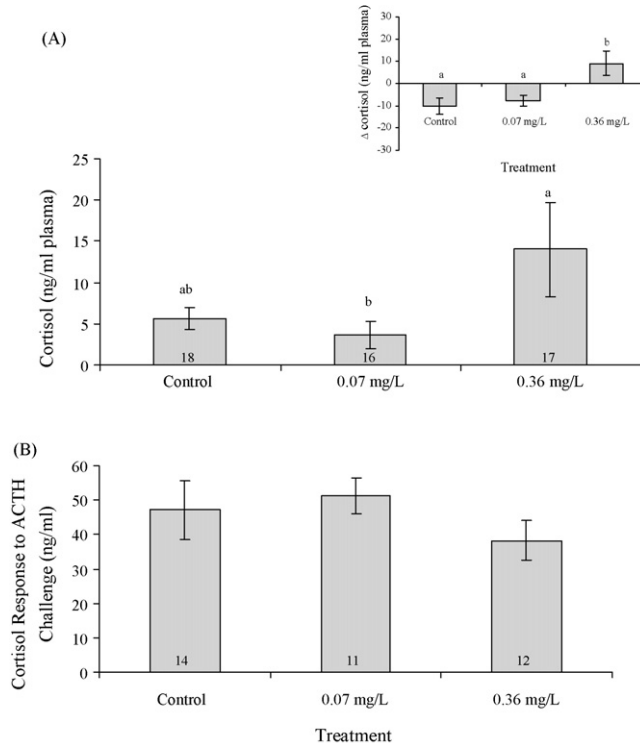 (A)
30
20
10
0
-10
-20
-30
Δ cortisol (ng/ml plasma)
a
a
b
Control
0.07 mg/L
0.36 mg/L
Treatment
25
20
15
10
5
0
Cortisol (ng/ml plasma)
ab
b
a
18
16
17
Control
0.07 mg/L
0.36 mg/L
(B)
60
50
40
30
20
10
0
Cortisol Response to ACTH
Challenge (ng/ml)
14
11
12
Control
0.07 mg/L
0.36 mg/L
Treatment